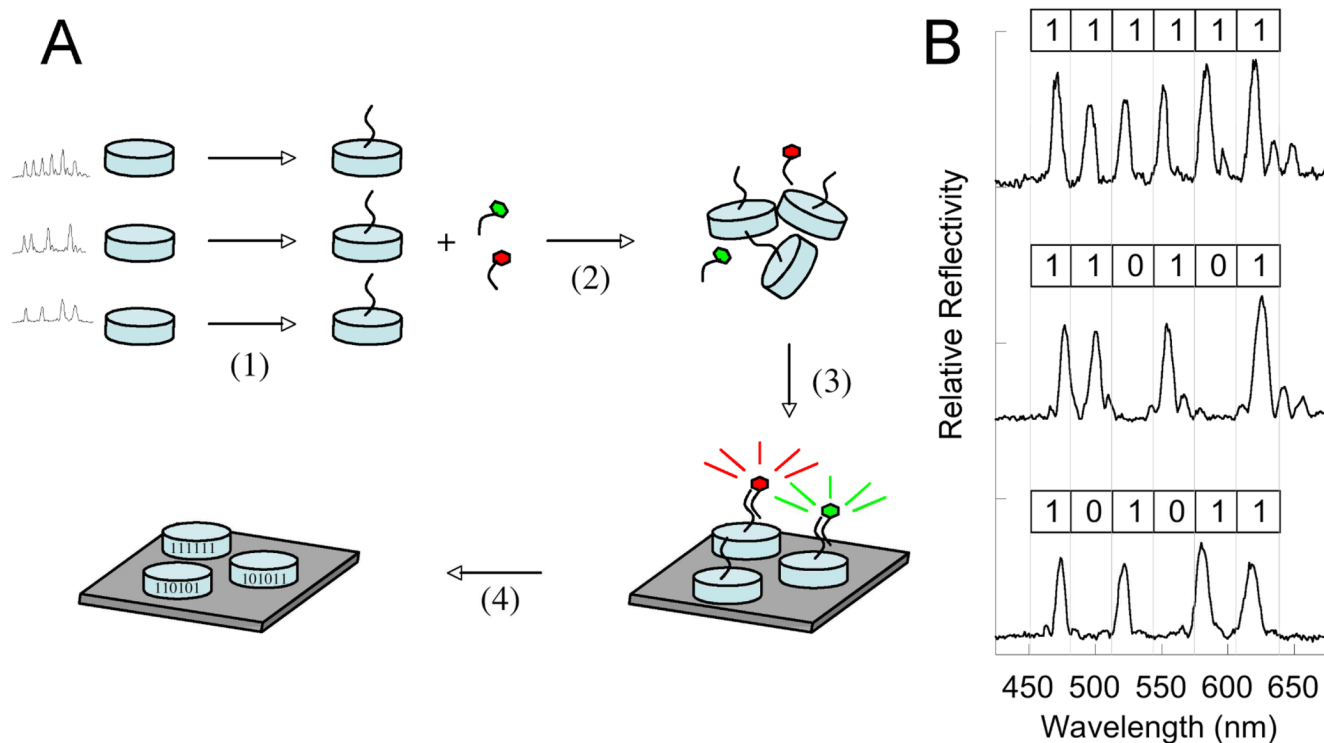 A
(1)
+
(2)
(3)
(4)
111111
110101
101011
B
1 1 1 1 1 1
1 1 0 1 0 1
1 0 1 0 1 1
Relative Reflectivity
450 500 550 600 650
Wavelength (nm)